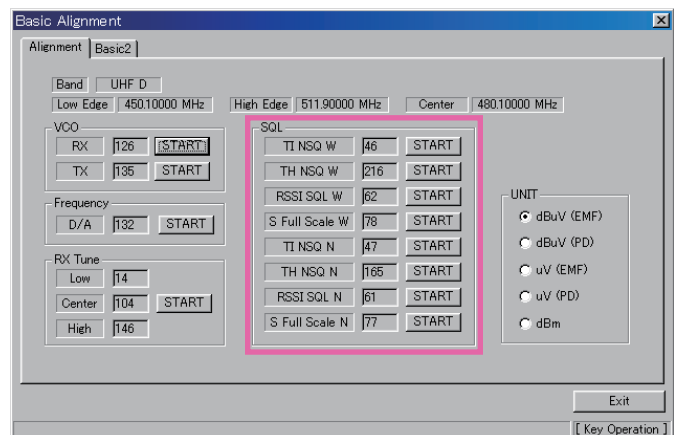 Basic Alignment
Alignment Basic2
Band UHF D
Low Edge 450.10000 MHz High Edge 511.90000 MHz Center 480.10000 MHz
VCO
RX 126 START
TX 135 START
Frequency
D/A 132 START
RX Tune
Low 14
Center 104 START
High 146
SQL
TI NSQ W 46 START
TH NSQ W 216 START
RSSI SQL W 62 START
S Full Scale W 78 START
TI NSQ N 47 START
TH NSQ N 165 START
RSSI SQL N 61 START
S Full Scale N 77 START
UNIT
dBuV (EMF)
dBuV (PD)
uV (EMF)
uV (PD)
dBm
Exit
[ Key Operation ]